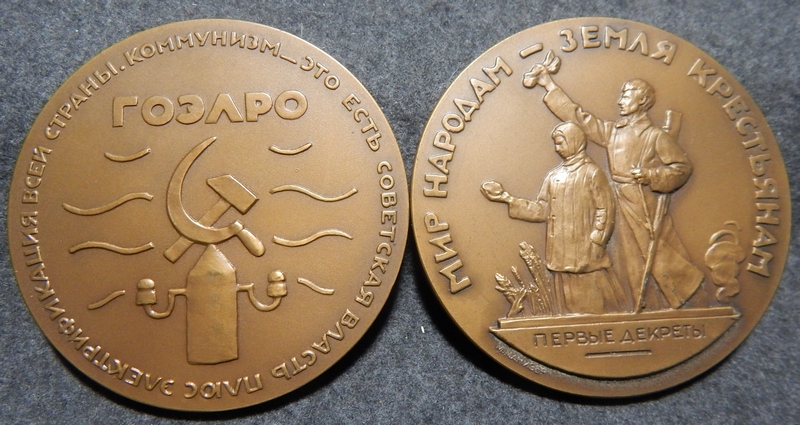 КОММУНИЗМ – ЭТО ЕСТЬ СОВЕТСКАЯ ВЛАСТЬ ПЛЮС ЭЛЕКТРИФИКАЦИЯ ВСЕЙ СТРАНЫ.
ГОЭЛРО
МИР НАРОДАМ – ЗЕМЛЯ КРЕСТЬЯНАМ
ПЕРВЫЕ ДЕКРЕТЫ